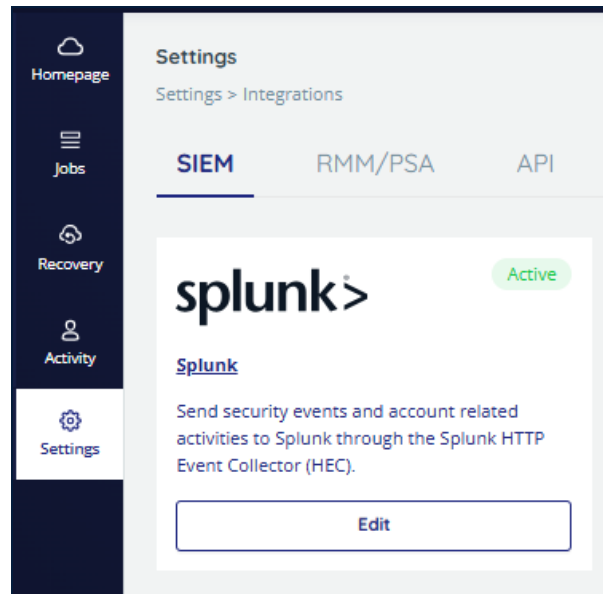 Homepage
Jobs
Recovery
Activity
Settings
Settings
Settings > Integrations
SIEM RMM/PSA API
splunk>
Active
Splunk
Send security events and account related
activities to Splunk through the Splunk HTTP
Event Collector (HEC).
Edit